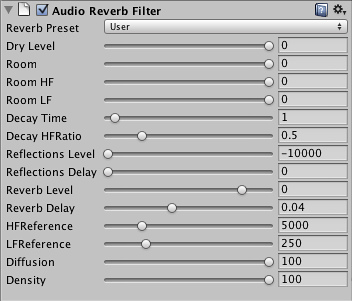 Audio Reverb Filter
Reverb Preset User
Dry Level 0
Room 0
Room HF 0
Room LF 0
Decay Time 1
Decay HFRatio 0.5
Reflections Level -10000
Reflections Delay 0
Reverb Level 0
Reverb Delay 0.04
HFReference 5000
LFReference 250
Diffusion 100
Density 100